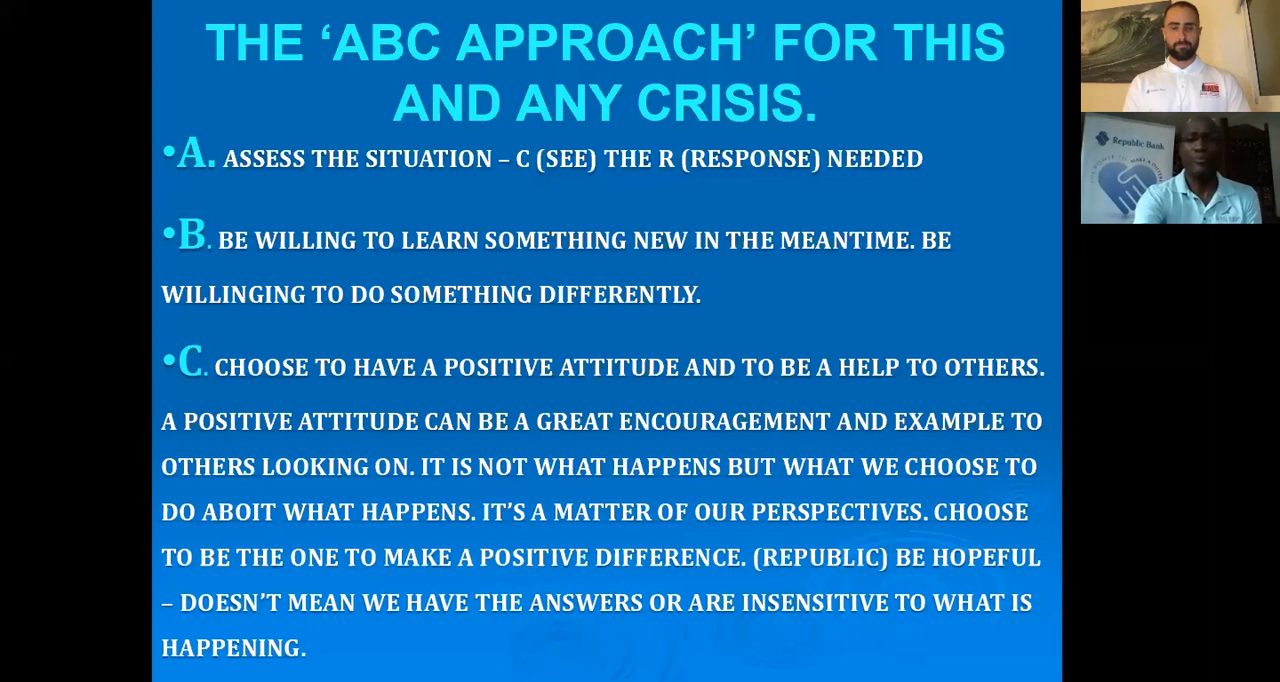 THE ‘ABC APPROACH’ FOR THIS
AND ANY CRISIS.
•A. ASSESS THE SITUATION – C (SEE) THE R (RESPONSE) NEEDED
•B. BE WILLING TO LEARN SOMETHING NEW IN THE MEANTIME. BE
WILLINGING TO DO SOMETHING DIFFERENTLY.
•C. CHOOSE TO HAVE A POSITIVE ATTITUDE AND TO BE A HELP TO OTHERS.
A POSITIVE ATTITUDE CAN BE A GREAT ENCOURAGEMENT AND EXAMPLE TO
OTHERS LOOKING ON. IT IS NOT WHAT HAPPENS BUT WHAT WE CHOOSE TO
DO ABOIT WHAT HAPPENS. IT’S A MATTER OF OUR PERSPECTIVES. CHOOSE
TO BE THE ONE TO MAKE A POSITIVE DIFFERENCE. (REPUBLIC) BE HOPEFUL
– DOESN’T MEAN WE HAVE THE ANSWERS OR ARE INSENSITIVE TO WHAT IS
HAPPENING.
Republic Bank